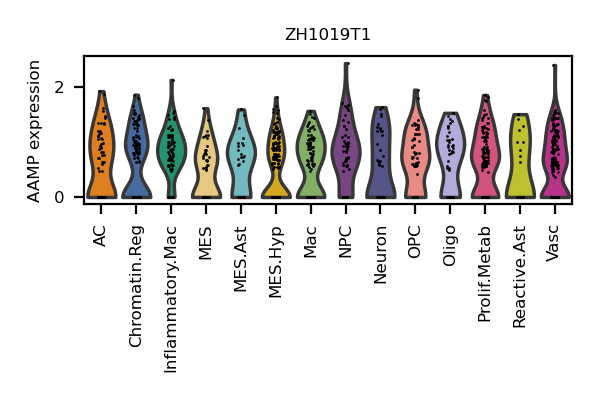 ZH1019T1
AAMP expression
2
0
AC
Chromatin.Reg
Inflammatory.Mac
MES
MES.Ast
MES.Hyp
Mac
NPC
Neuron
OPC
Oligo
Prolif.Metab
Reactive.Ast
Vasc